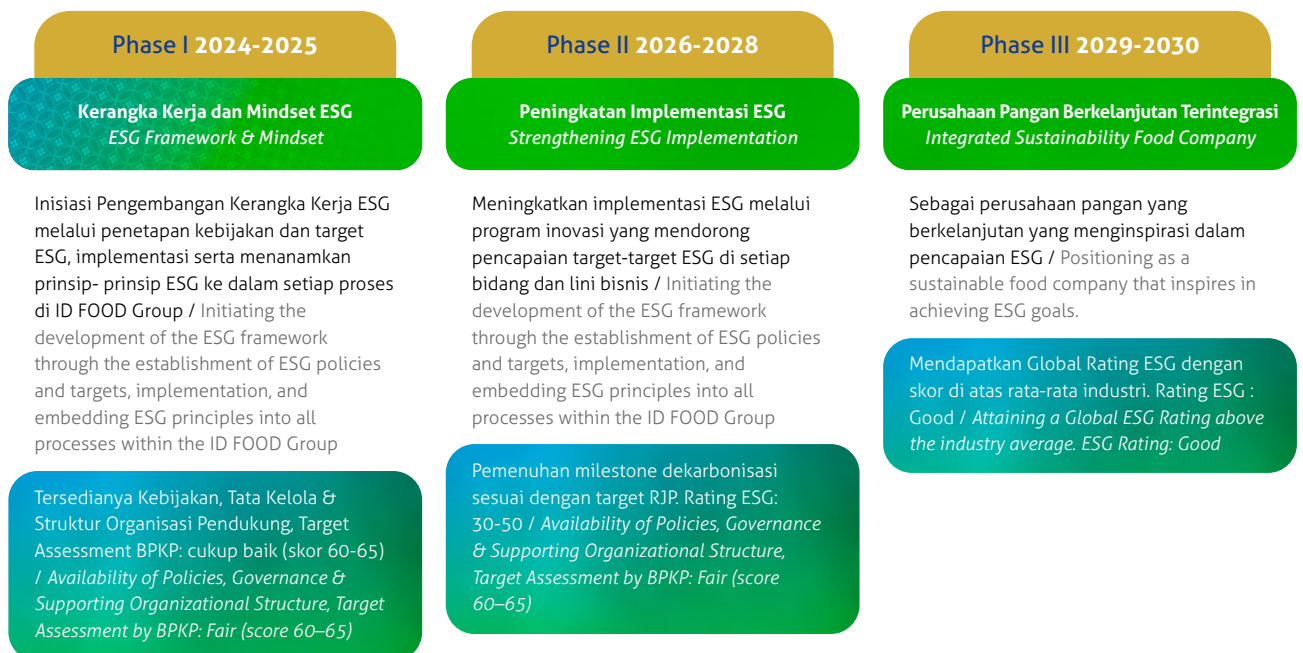 Phase I 2024-2025
Kerangka Kerja dan Mindset ESG
ESG Framework & Mindset
Inisiasi Pengembangan Kerangka Kerja ESG
melalui penetapan kebijakan dan target
ESG, implementasi serta menanamkan
prinsip- prinsip ESG ke dalam setiap proses
di ID FOOD Group / Initiating the
development of the ESG framework
through the establishment of ESG policies
and targets, implementation, and
embedding ESG principles into all
processes within the ID FOOD Group
Tersedianya Kebijakan, Tata Kelola &
Struktur Organisasi Pendukung, Target
Assessment BPKP: cukup baik (skor 60-65)
/ Availability of Policies, Governance &
Supporting Organizational Structure, Target
Assessment by BPKP: Fair (score 60–65)
Phase II 2026-2028
Peningkatan Implementasi ESG
Strengthening ESG Implementation
Meningkatkan implementasi ESG melalui
program inovasi yang mendorong
pencapaian target-target ESG di setiap
bidang dan lini bisnis / Initiating the
development of the ESG framework
through the establishment of ESG policies
and targets, implementation, and
embedding ESG principles into all
processes within the ID FOOD Group
Pemenuhan milestone dekarbonisasi
sesuai dengan target RJP. Rating ESG:
30-50 / Availability of Policies, Governance
& Supporting Organizational Structure,
Target Assessment by BPKP: Fair (score
60–65)
Phase III 2029-2030
Perusahaan Pangan Berkelanjutan Terintegrasi
Integrated Sustainability Food Company
Sebagai perusahaan pangan yang
berkelanjutan yang menginspirasi dalam
pencapaian ESG / Positioning as a
sustainable food company that inspires in
achieving ESG goals.
Mendapatkan Global Rating ESG dengan
skor di atas rata-rata industri. Rating ESG :
Good / Attaining a Global ESG Rating above
the industry average. ESG Rating: Good